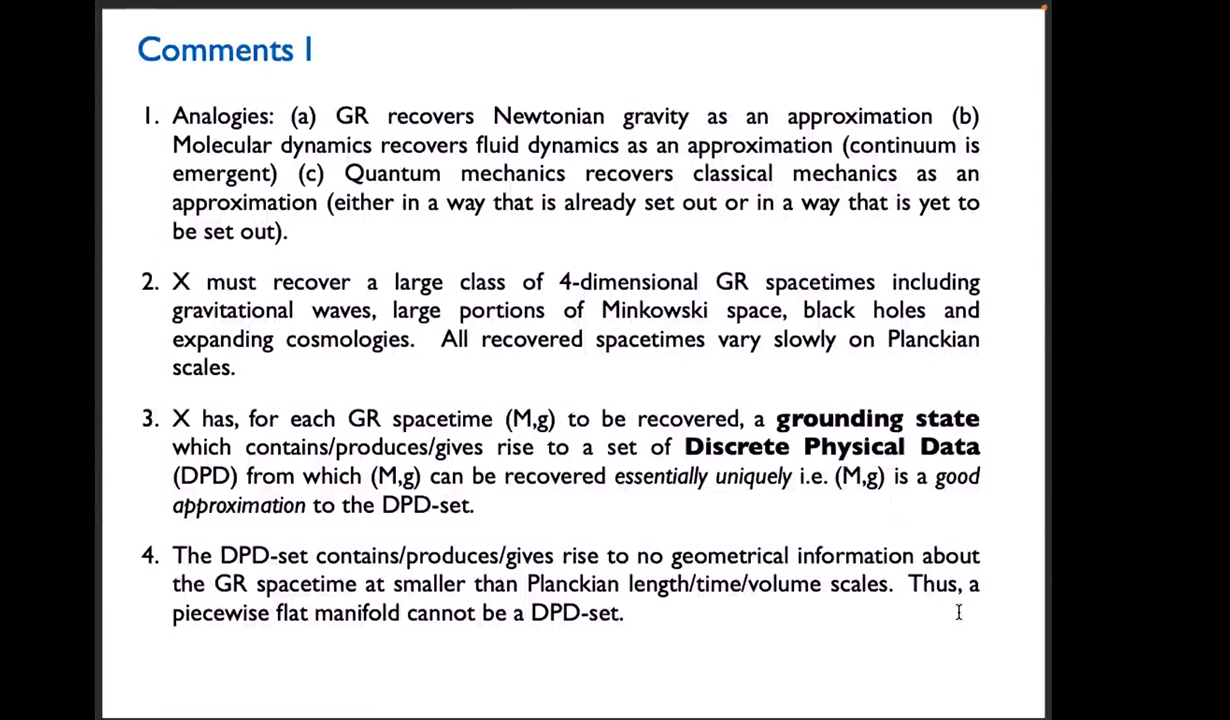 Comments I
1. Analogies: (a) GR recovers Newtonian gravity as an approximation (b)
Molecular dynamics recovers fluid dynamics as an approximation (continuum is
emergent) (c) Quantum mechanics recovers classical mechanics as an
approximation (either in a way that is already set out or in a way that is yet to
be set out).
2. X must recover a large class of 4-dimensional GR spacetimes including
gravitational waves, large portions of Minkowski space, black holes and
expanding cosmologies. All recovered spacetimes vary slowly on Planckian
scales.
3. X has, for each GR spacetime (M,g) to be recovered, a grounding state
which contains/produces/gives rise to a set of Discrete Physical Data
(DPD) from which (M,g) can be recovered essentially uniquely i.e. (M,g) is a good
approximation to the DPD-set.
4. The DPD-set contains/produces/gives rise to no geometrical information about
the GR spacetime at smaller than Planckian length/time/volume scales. Thus, a
piecewise flat manifold cannot be a DPD-set.